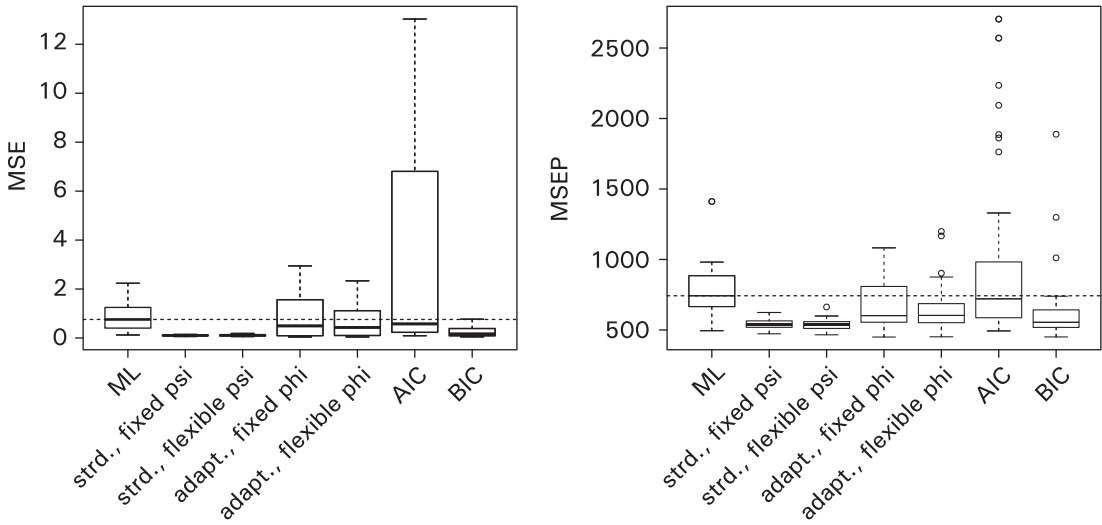 MSE
12
10
8
6
4
2
0
ML
strd., fixed psi
strd., flexible psi
adapt., fixed phi
adapt., flexible phi
AIC
BIC
MSEP
2500
2000
1500
1000
500
ML
strd., fixed psi
strd., flexible psi
adapt., fixed phi
adapt., flexible phi
AIC
BIC